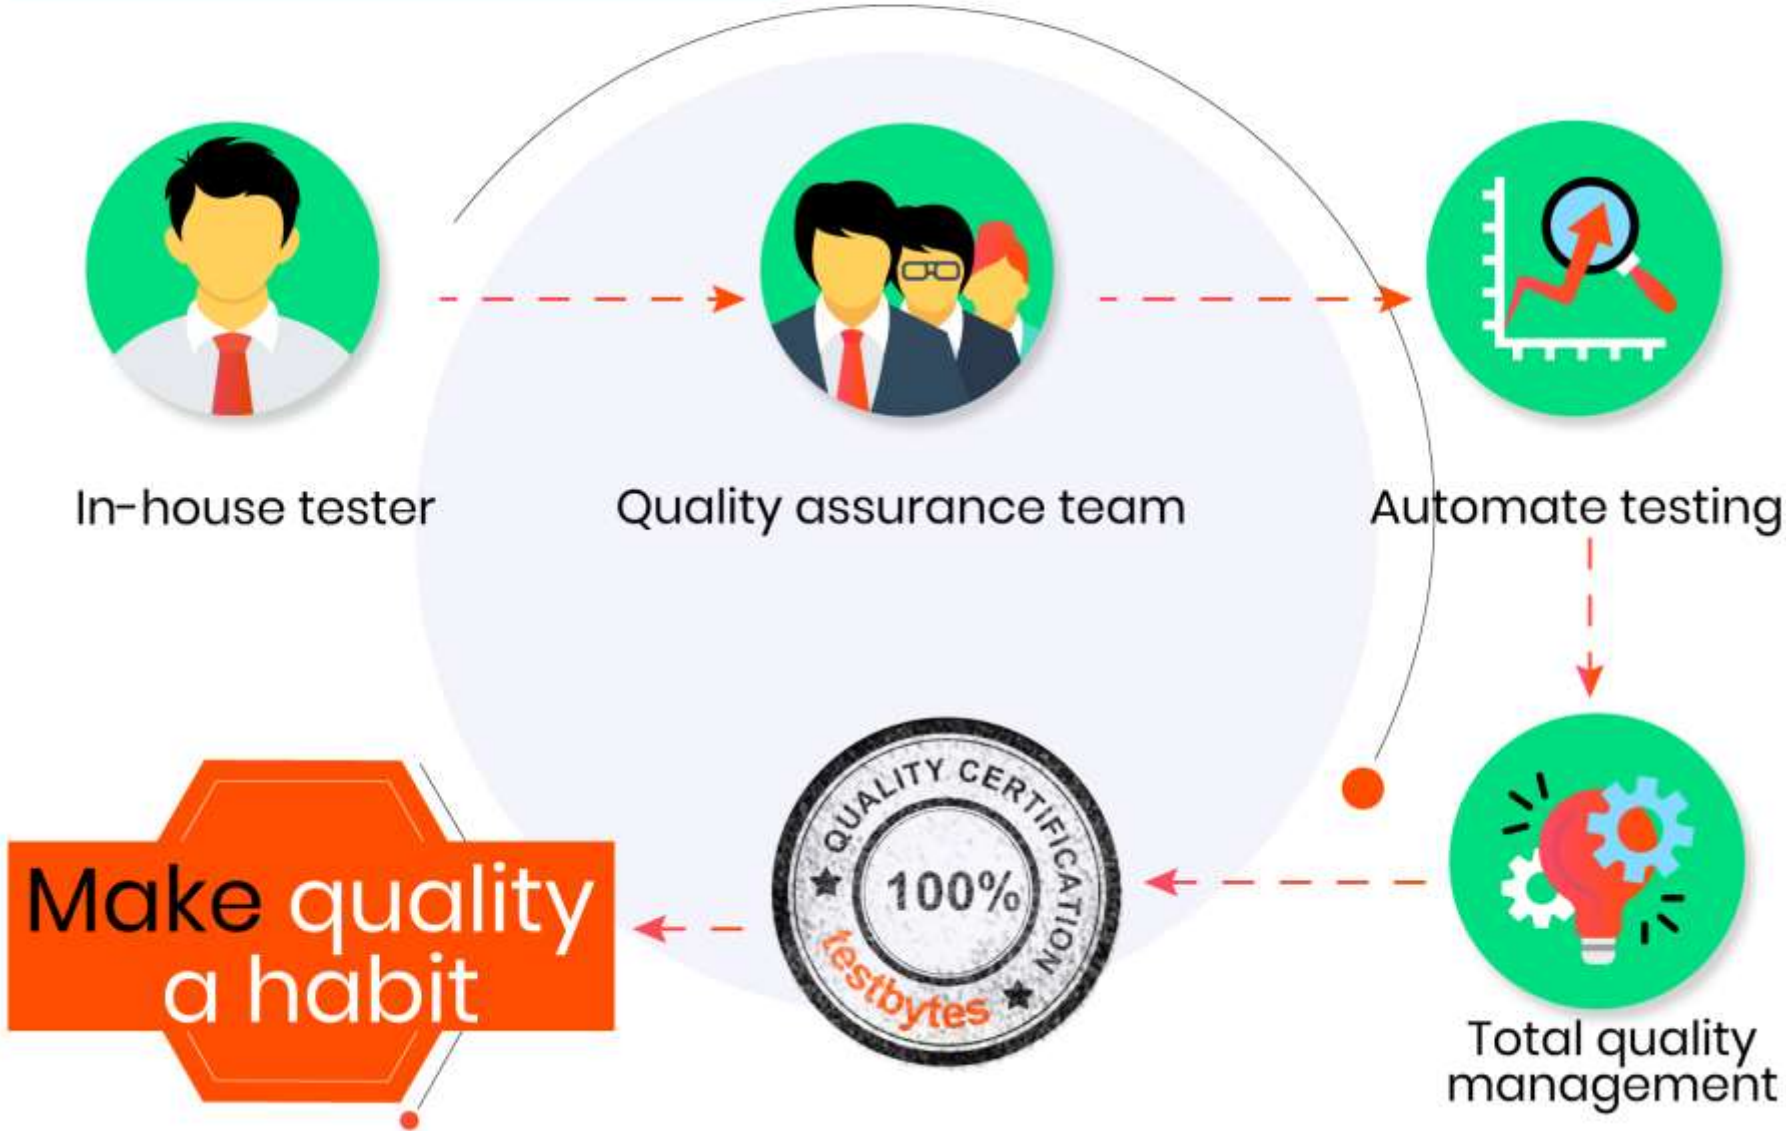 In-house tester
Quality assurance team
Automate testing
Total quality
management
QUALITY CERTIFICATION
100%
testbytes
Make quality
a habit